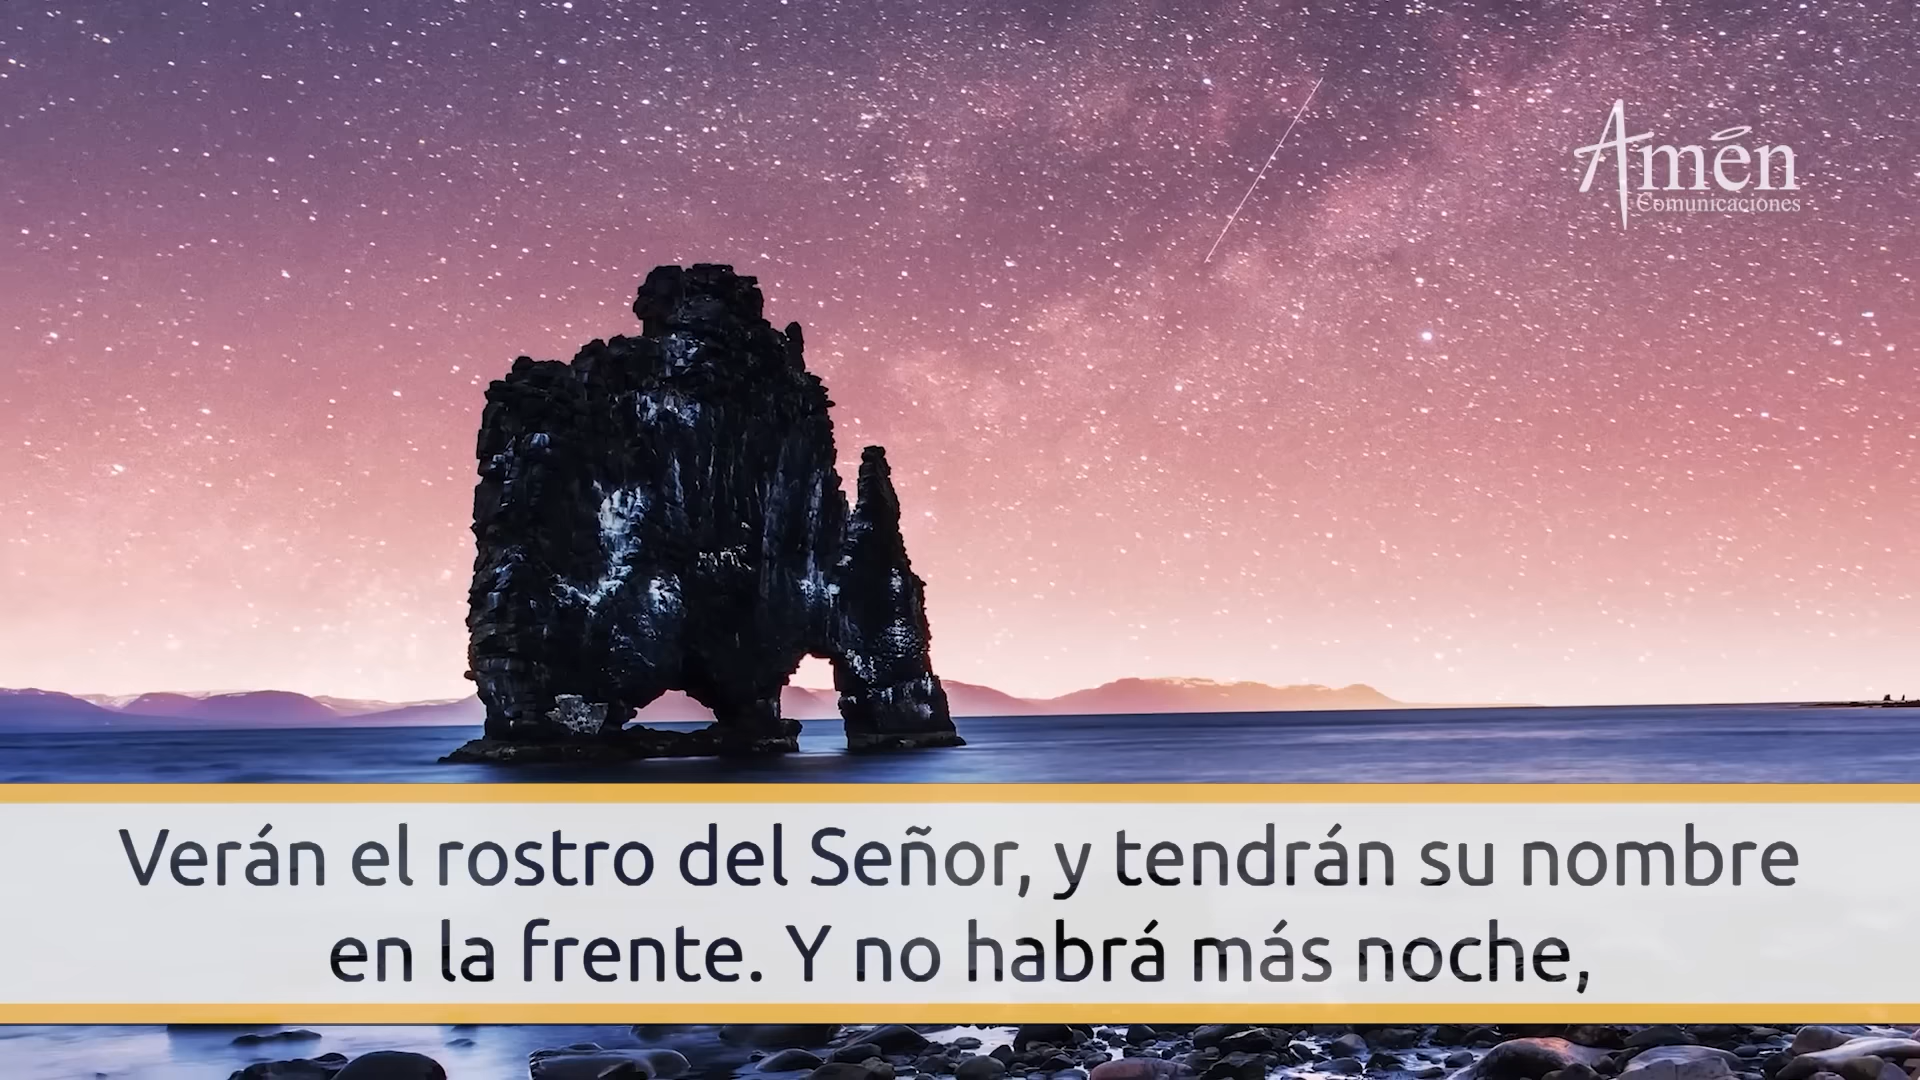 Amén
Comunicaciones
Verán el rostro del Señor, y tendrán su nombre
en la frente. Y no habrá más noche,